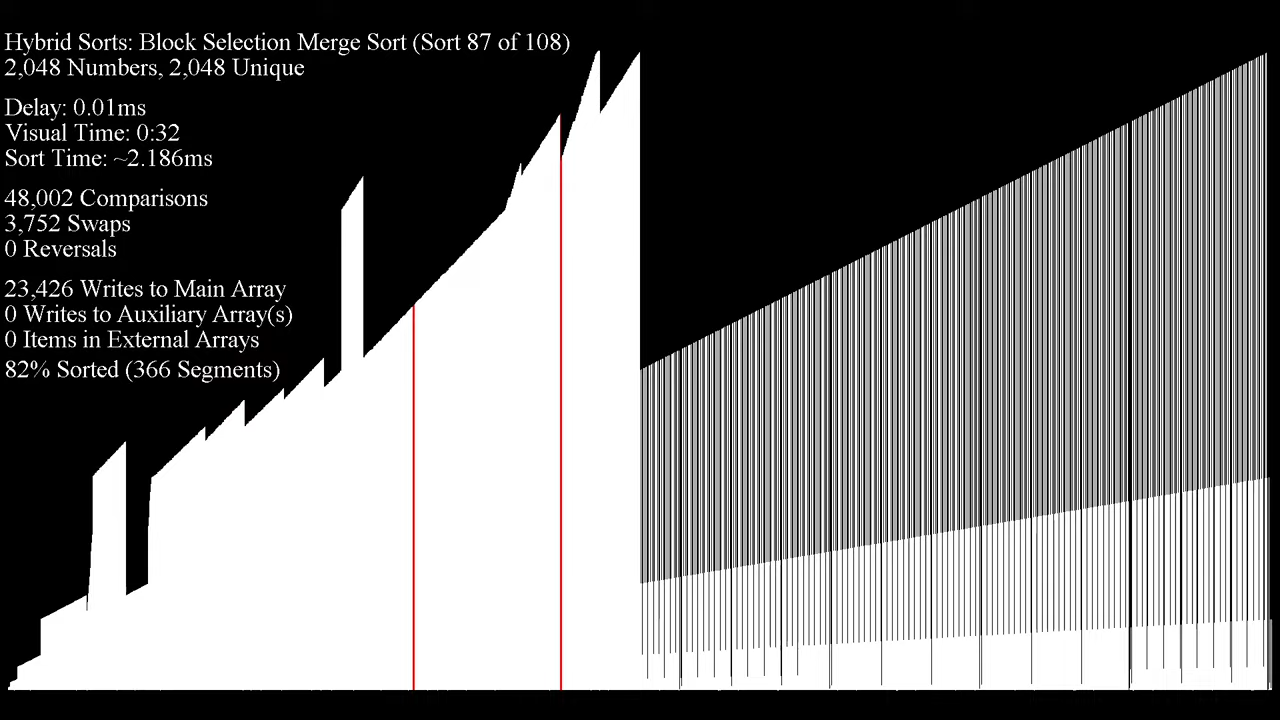 Hybrid Sorts: Block Selection Merge Sort (Sort 87 of 108)
2,048 Numbers, 2,048 Unique
Delay: 0.01ms
Visual Time: 0:32
Sort Time: ~2.186ms
48,002 Comparisons
3,752 Swaps
0 Reversals
23,426 Writes to Main Array
0 Writes to Auxiliary Array(s)
0 Items in External Arrays
82% Sorted (366 Segments)